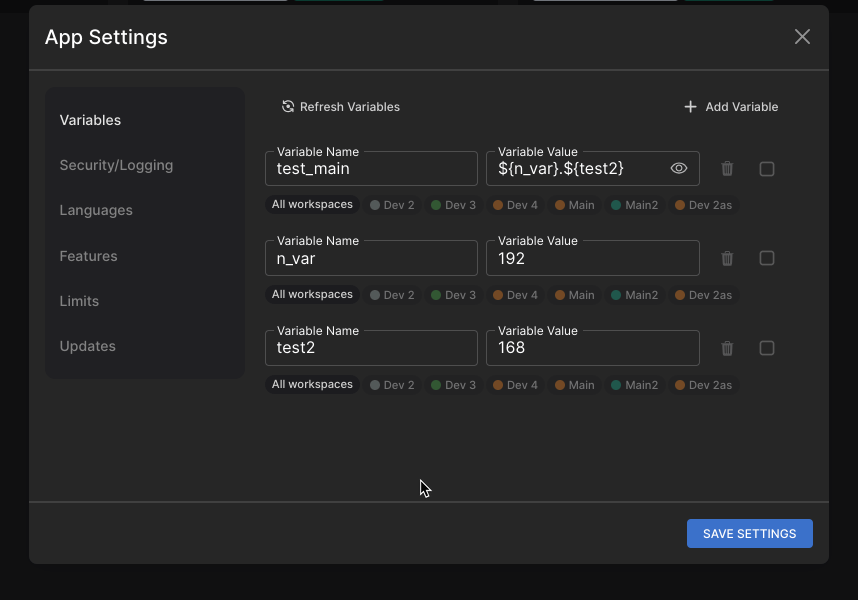 App Settings
Variables
Security/Logging
Languages
Features
Limits
Updates
Refresh Variables
Add Variable
Variable Name
test_main
Variable Value
${n_var}.${test2}
All workspaces Dev 2 Dev 3 Dev 4 Main Main2 Dev 2as
Variable Name
n_var
Variable Value
192
All workspaces Dev 2 Dev 3 Dev 4 Main Main2 Dev 2as
Variable Name
test2
Variable Value
168
All workspaces Dev 2 Dev 3 Dev 4 Main Main2 Dev 2as
SAVE SETTINGS